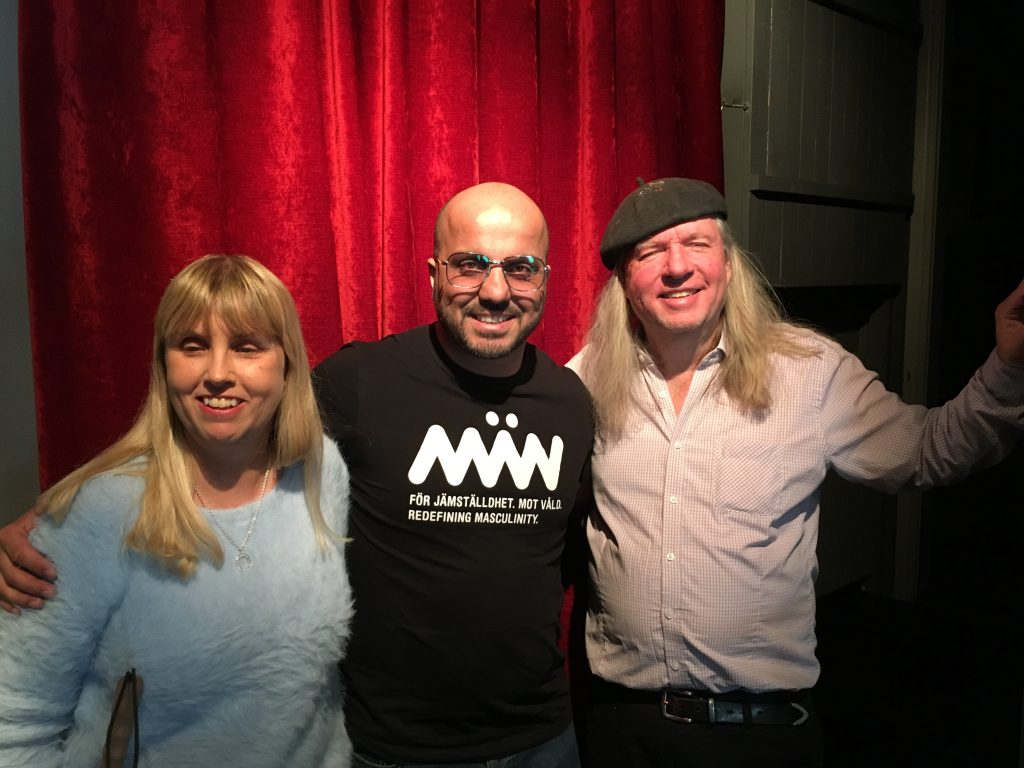 MÄN
FÖR JÄMSTÄLLDHET. MOT VÅLD.
REDEFINING MASCULINITY.